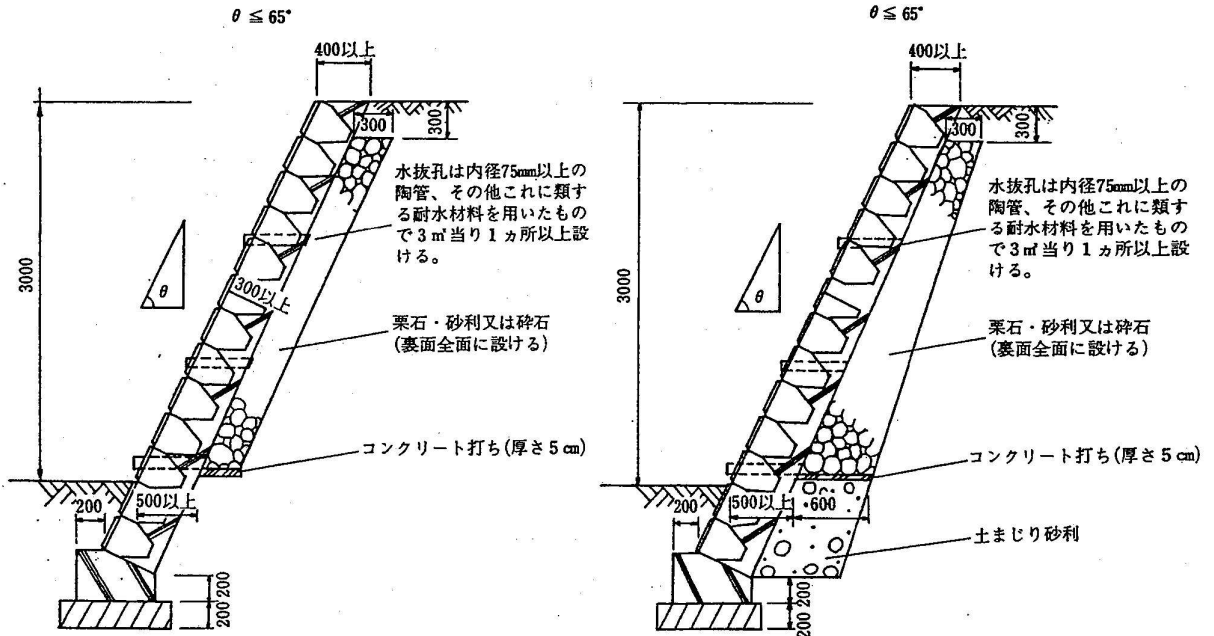 θ ≦ 65°
400以上
300
300
水抜孔は内径75mm以上の
陶管、その他これに類す
る耐水材料を用いたもの
で3㎡当り1ヵ所以上設
ける。
3000
θ
300以上
栗石・砂利又は砕石
(裏面全面に設ける)
コンクリート打ち(厚さ5cm)
200
500以上
200
200
θ ≦ 65°
400以上
300
300
水抜孔は内径75mm以上の
陶管、その他これに類す
る耐水材料を用いたもの
で3㎡当り1ヵ所以上設
ける。
3000
θ
栗石・砂利又は砕石
(裏面全面に設ける)
コンクリート打ち(厚さ5cm)
200
500以上
600
土まじり砂利
200
200